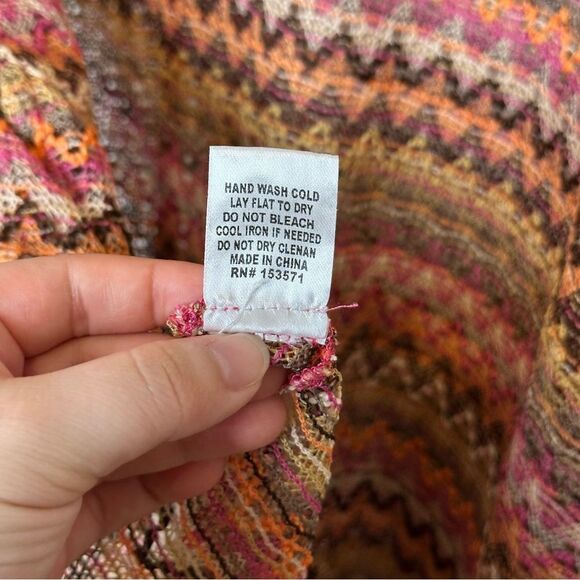 HAND WASH COLD
LAY FLAT TO DRY
DO NOT BLEACH
COOL IRON IF NEEDED
DO NOT DRY CLENAN
MADE IN CHINA
RN# 153571